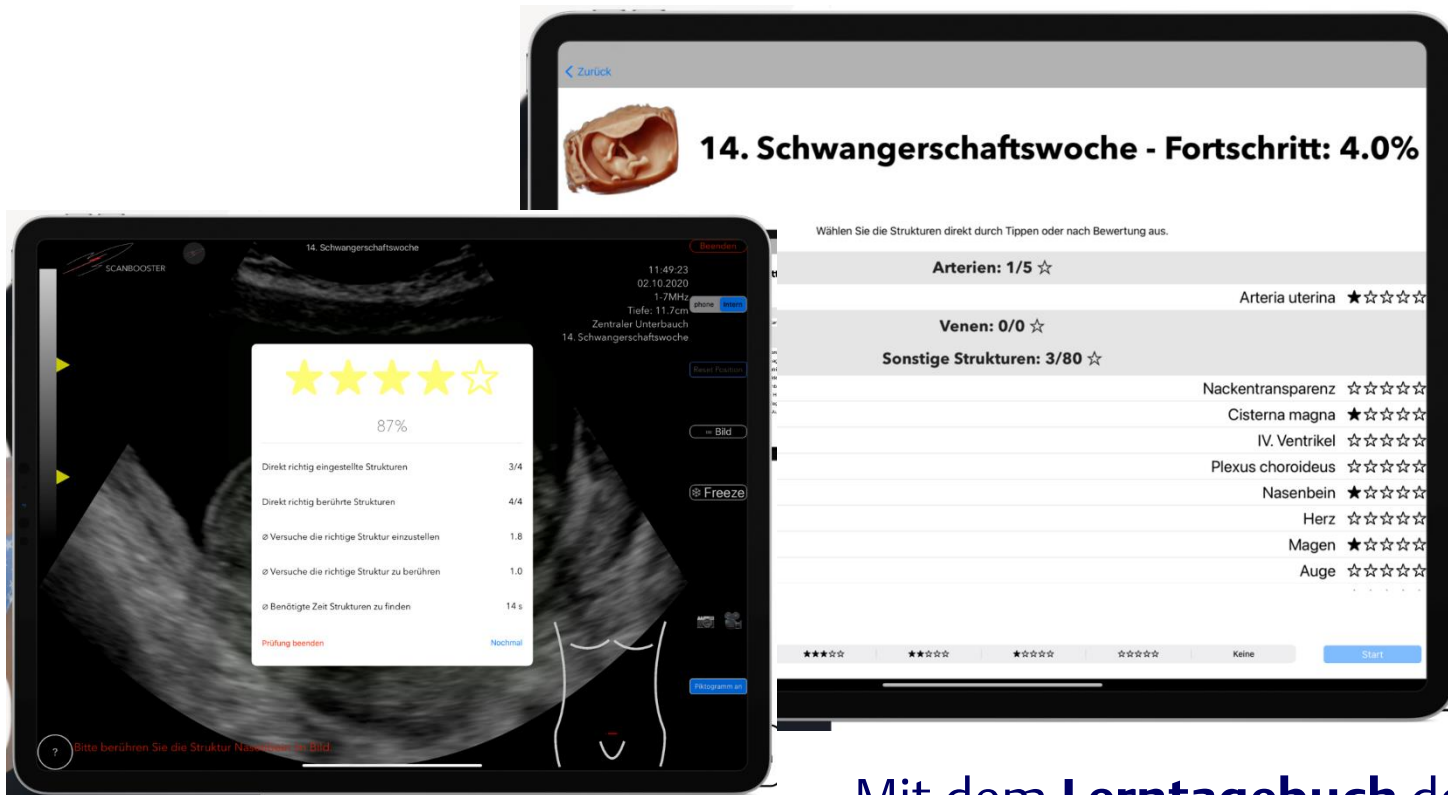 Zurück
14. Schwangerschaftswoche - Fortschritt: 4.0%
Wählen Sie die Strukturen direkt durch Tippen oder nach Bewertung aus.
Arterien: 1/5 ☆
Arteria uterina ★☆☆☆☆
Venen: 0/0 ☆
Sonstige Strukturen: 3/80 ☆
Nackentransparenz ☆☆☆☆☆
Cisterna magna ★☆☆☆☆
IV. Ventrikel ☆☆☆☆☆
Plexus choroideus ☆☆☆☆☆
Nasenbein ★☆☆☆☆
Herz ☆☆☆☆☆
Magen ★☆☆☆☆
Auge ☆☆☆☆☆
★★★☆☆ ★★☆☆☆ ★☆☆☆☆ ☆☆☆☆☆ Keine Start
SCANBOOSTER
14. Schwangerschaftswoche
Beenden
11:49:23
02.10.2020
1-7MHz
Tiefe: 11.7cm
Zentraler Unterbauch
14. Schwangerschaftswoche
phone intern
Reset Position
Bild
Freeze
Piktogramm an
★★★★☆
87%
Direkt richtig eingestellte Strukturen 3/4
Direkt richtig berührte Strukturen 4/4
⌀ Versuche die richtige Struktur einzustellen 1.8
⌀ Versuche die richtige Struktur zu berühren 1.0
⌀ Benötigte Zeit Strukturen zu finden 14 s
Prüfung beenden Nochmal
?
Bitte berühren Sie die Struktur Nasenbein im Bild.
Mit dem Lerntagebuch